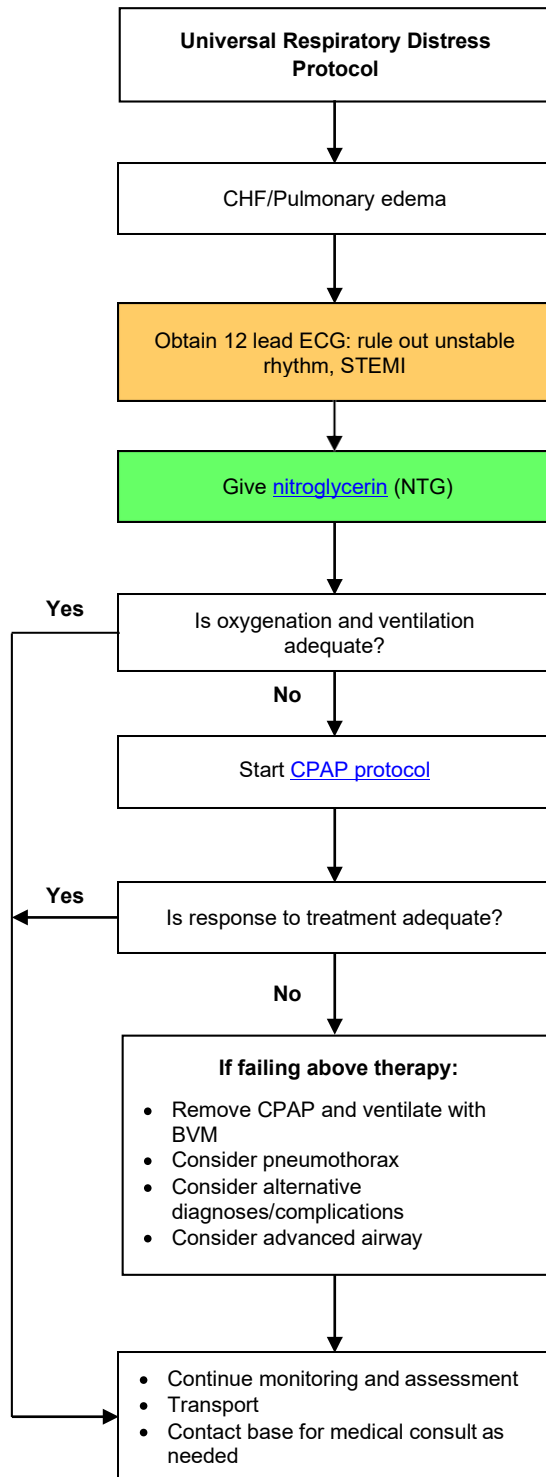 Universal Respiratory Distress
Protocol
CHF/Pulmonary edema
Obtain 12 lead ECG: rule out unstable
rhythm, STEMI
Give nitroglycerin (NTG)
Yes
Is oxygenation and ventilation
adequate?
No
Start CPAP protocol
Yes
Is response to treatment adequate?
No
If failing above therapy:
• Remove CPAP and ventilate with
BVM
• Consider pneumothorax
• Consider alternative
diagnoses/complications
• Consider advanced airway
• Continue monitoring and assessment
• Transport
• Contact base for medical consult as
needed